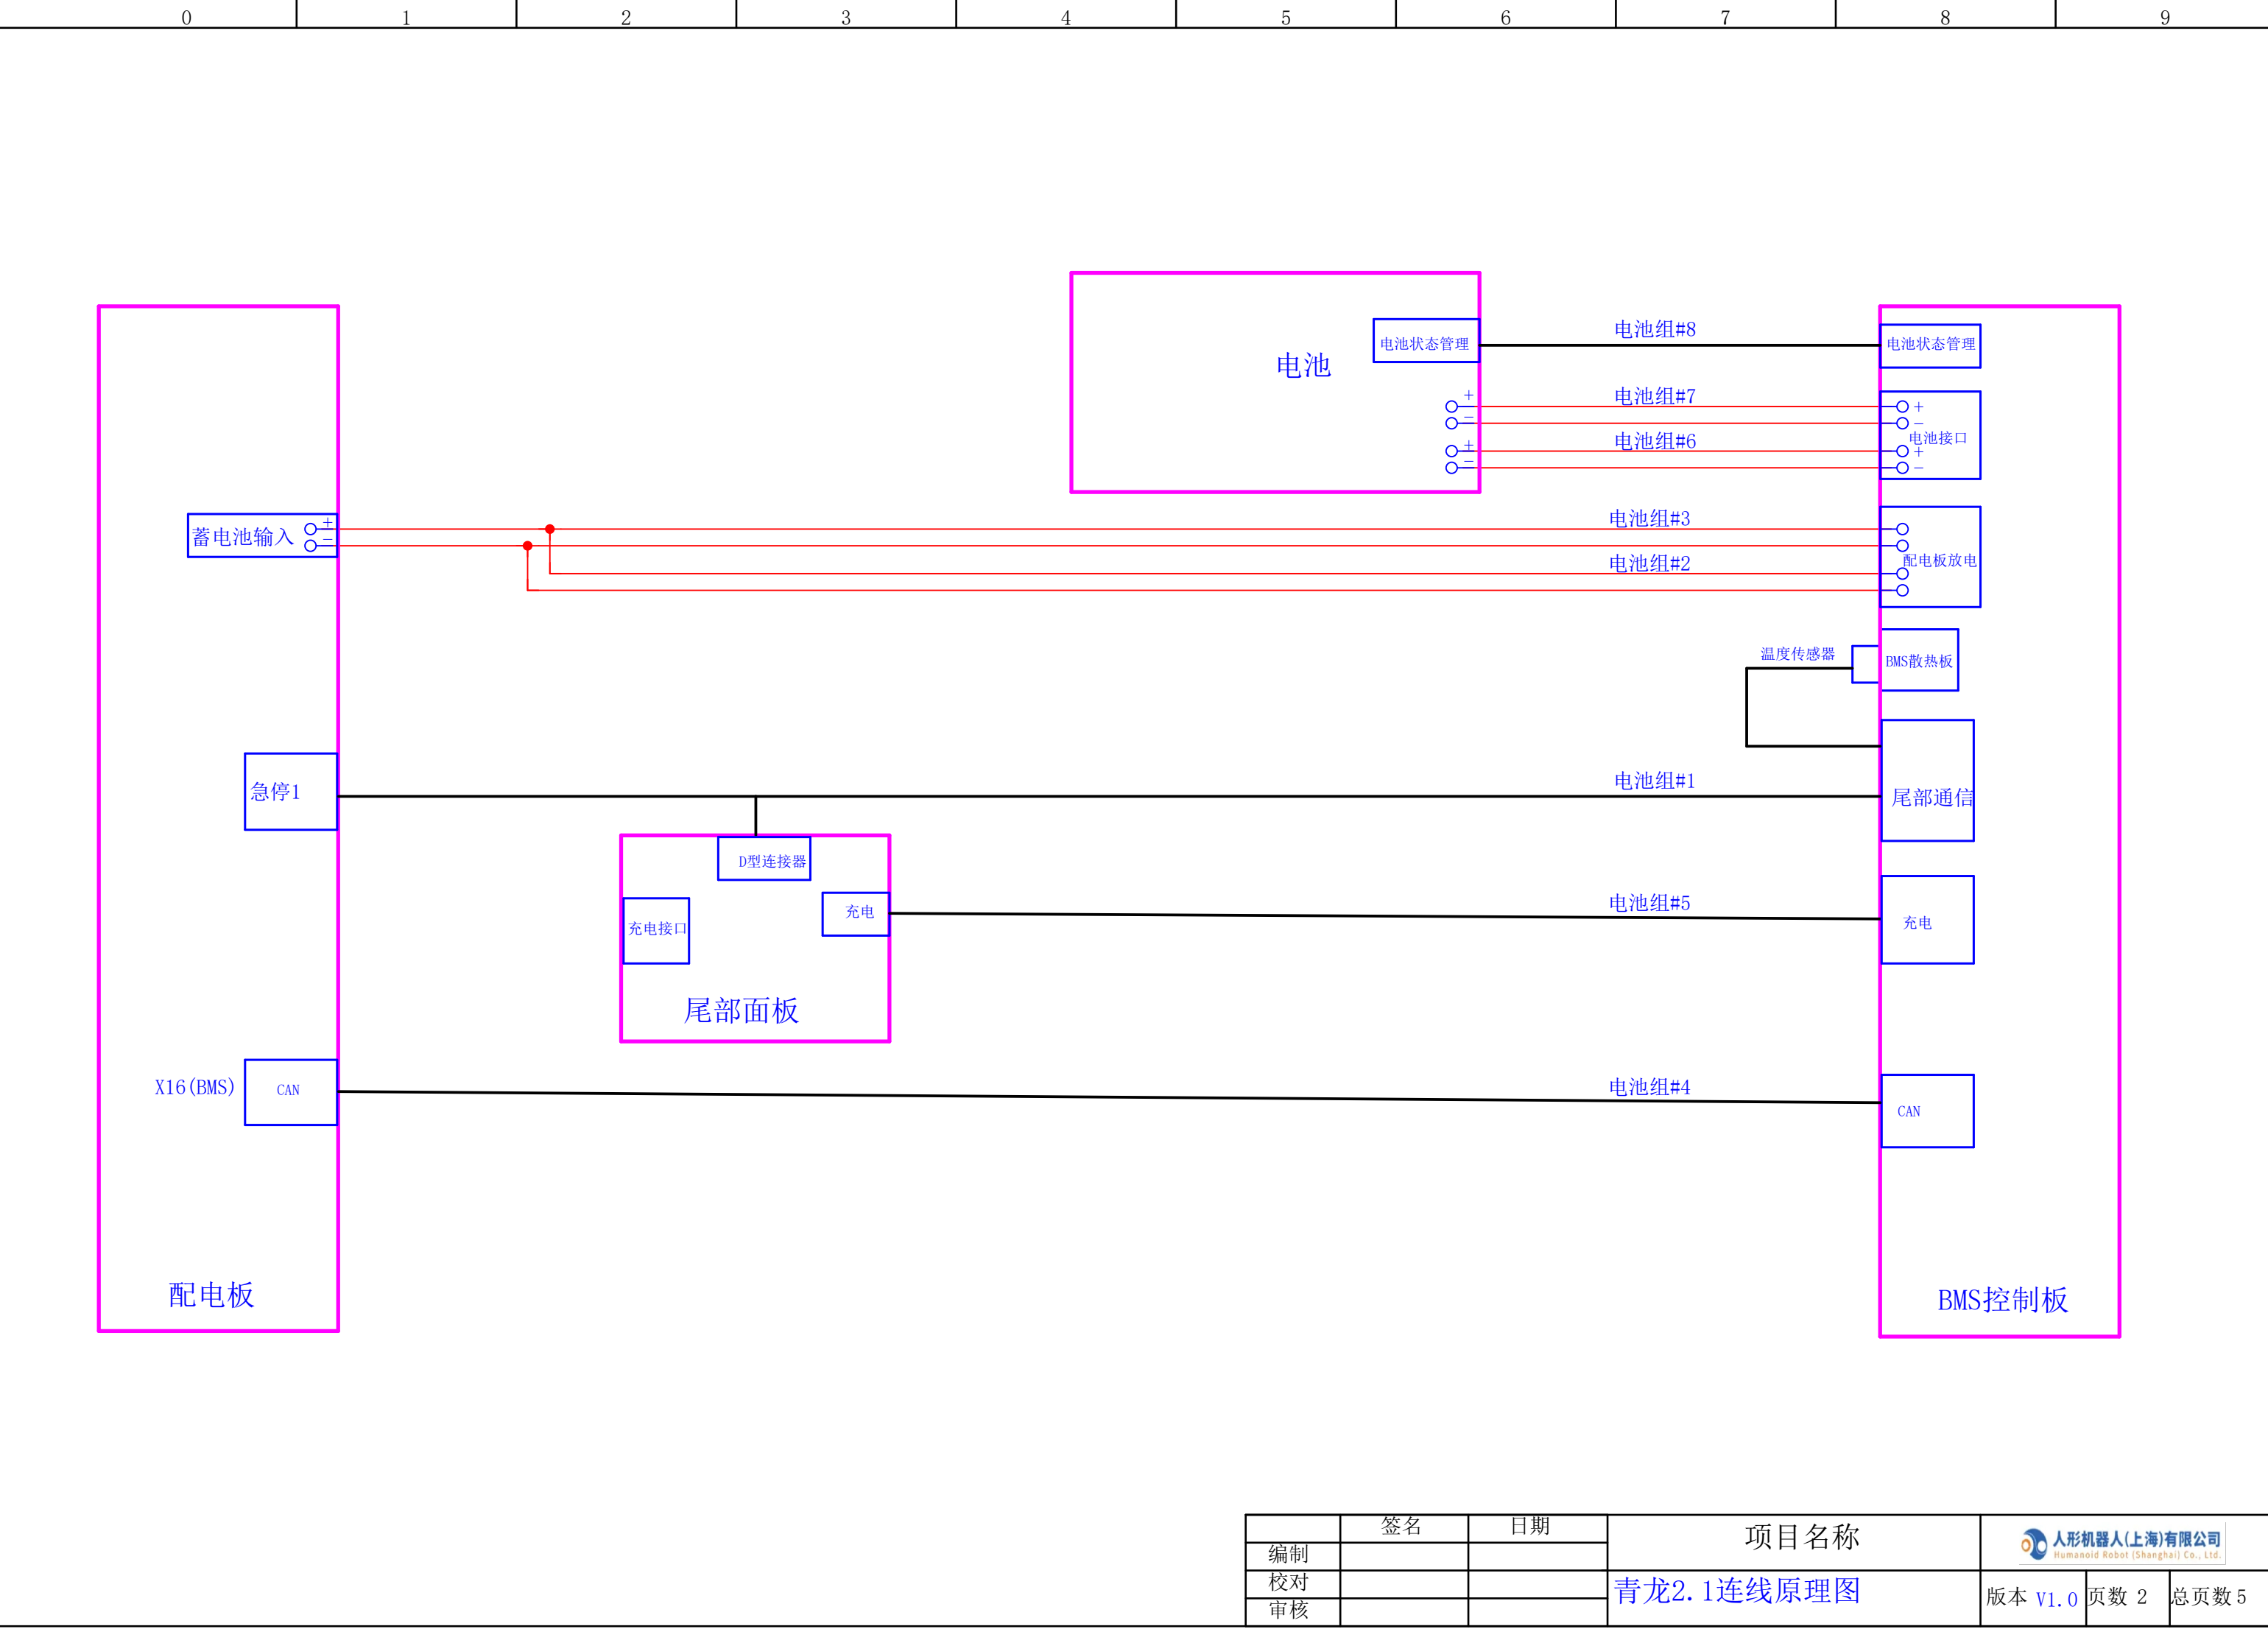 0 1 2 3 4 5 6 7 8 9
电池
电池状态管理
电池组#8
电池状态管理
+
电池组#7
+
−
−
电池接口
+
电池组#6
+
−
−
蓄电池输入
+
−
电池组#3
电池组#2
配电板放电
温度传感器
BMS散热板
急停1
电池组#1
尾部通信
D型连接器
充电接口
充电
电池组#5
充电
尾部面板
X16(BMS)
CAN
电池组#4
CAN
配电板
BMS控制板
签名
日期
编制
校对
审核
项目名称
青龙2.1连线原理图
人形机器人(上海)有限公司
Humanoid Robot (Shanghai) Co., Ltd.
版本 V1.0 页数 2 总页数 5